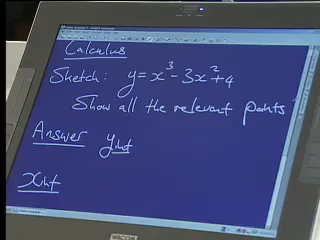 Calculus
Sketch: y = x³ - 3x² + 4
Show all the relevant points
Answer yint
xint